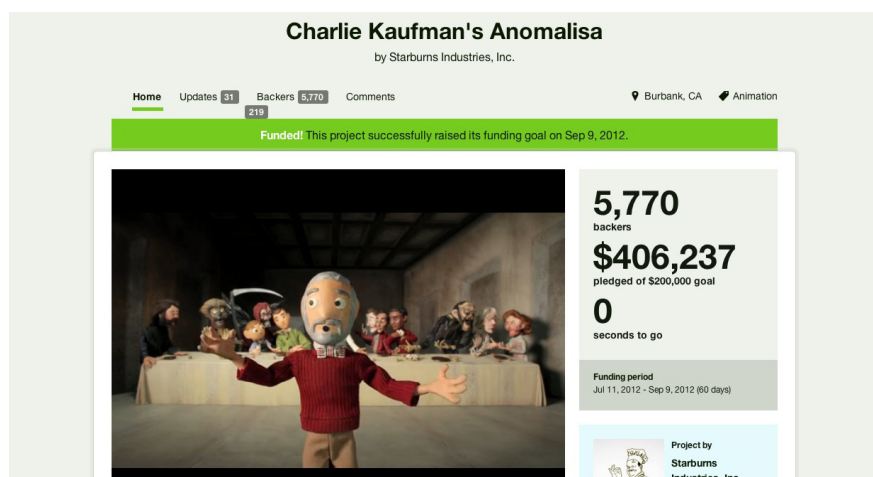 Charlie Kaufman's Anomalisa
by Starburns Industries, Inc.
Home Updates 31 Backers 5,770 Comments
219
Burbank, CA Animation
Funded! This project successfully raised its funding goal on Sep 9, 2012.
5,770
backers
$406,237
pledged of $200,000 goal
0
seconds to go
Funding period
Jul 11, 2012 - Sep 9, 2012 (60 days)
Project by
Starburns
Industries, Inc.